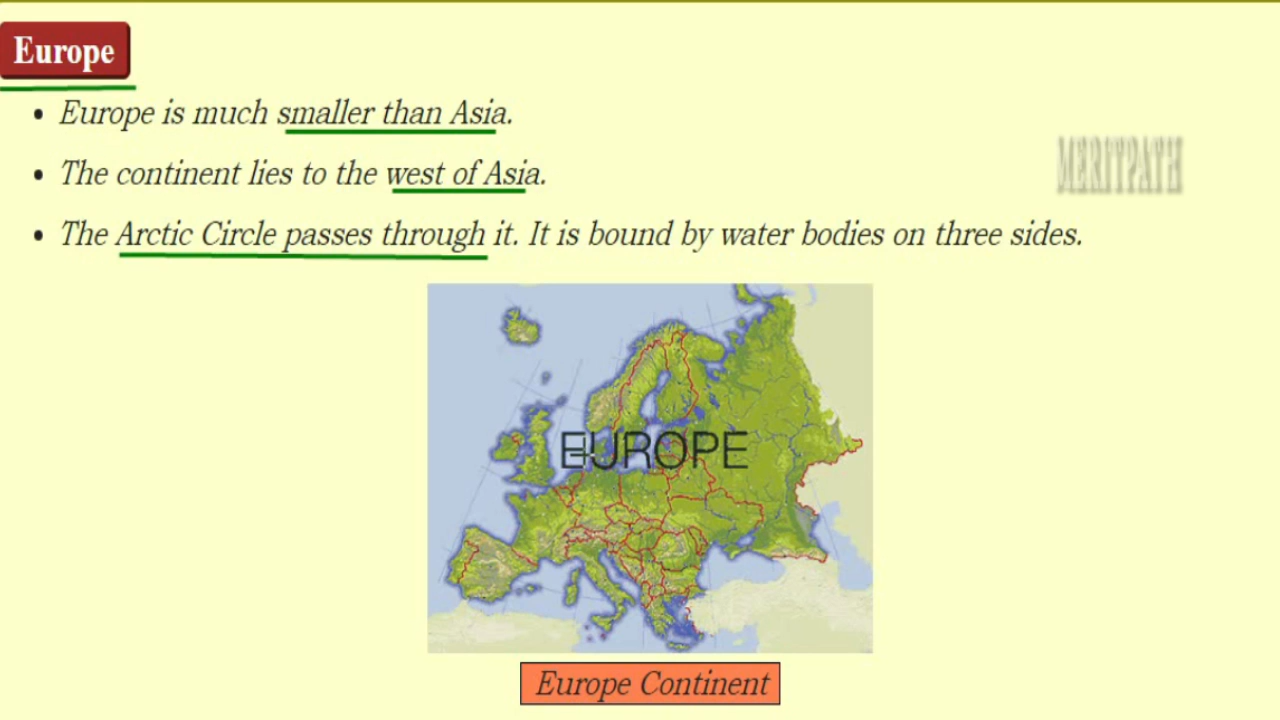 Europe
• Europe is much smaller than Asia.
• The continent lies to the west of Asia.
MERITPATH
• The Arctic Circle passes through it. It is bound by water bodies on three sides.
EUROPE
Europe Continent